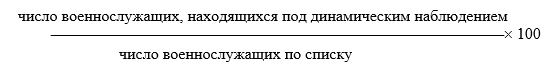 число военнослужащих, находящихся под динамическим наблюдением
× 100
число военнослужащих по списку